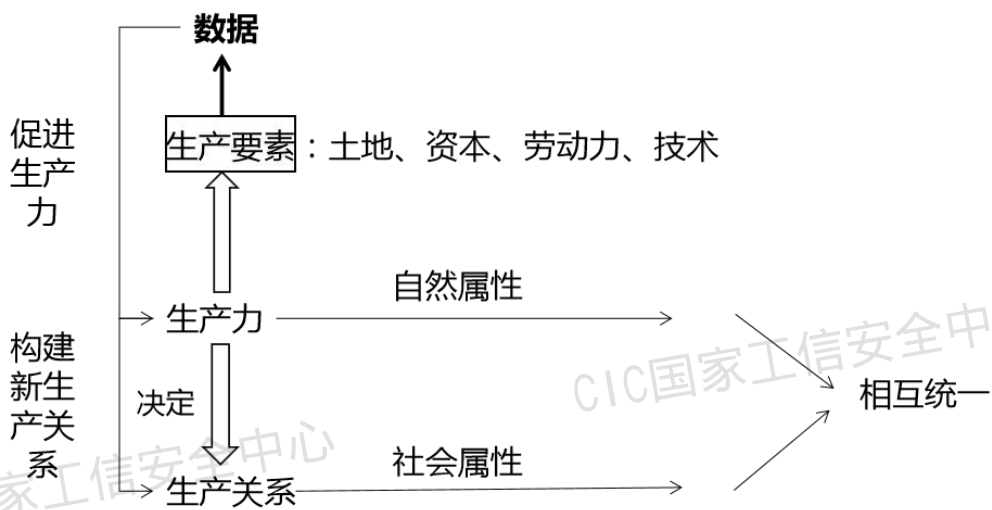 数据
促进
生产
力
生产要素：土地、资本、劳动力、技术
自然属性
生产力
构建
新生
产关
系
决定
相互统一
社会属性
生产关系
CIC国家工信安全中
家工信安全中心